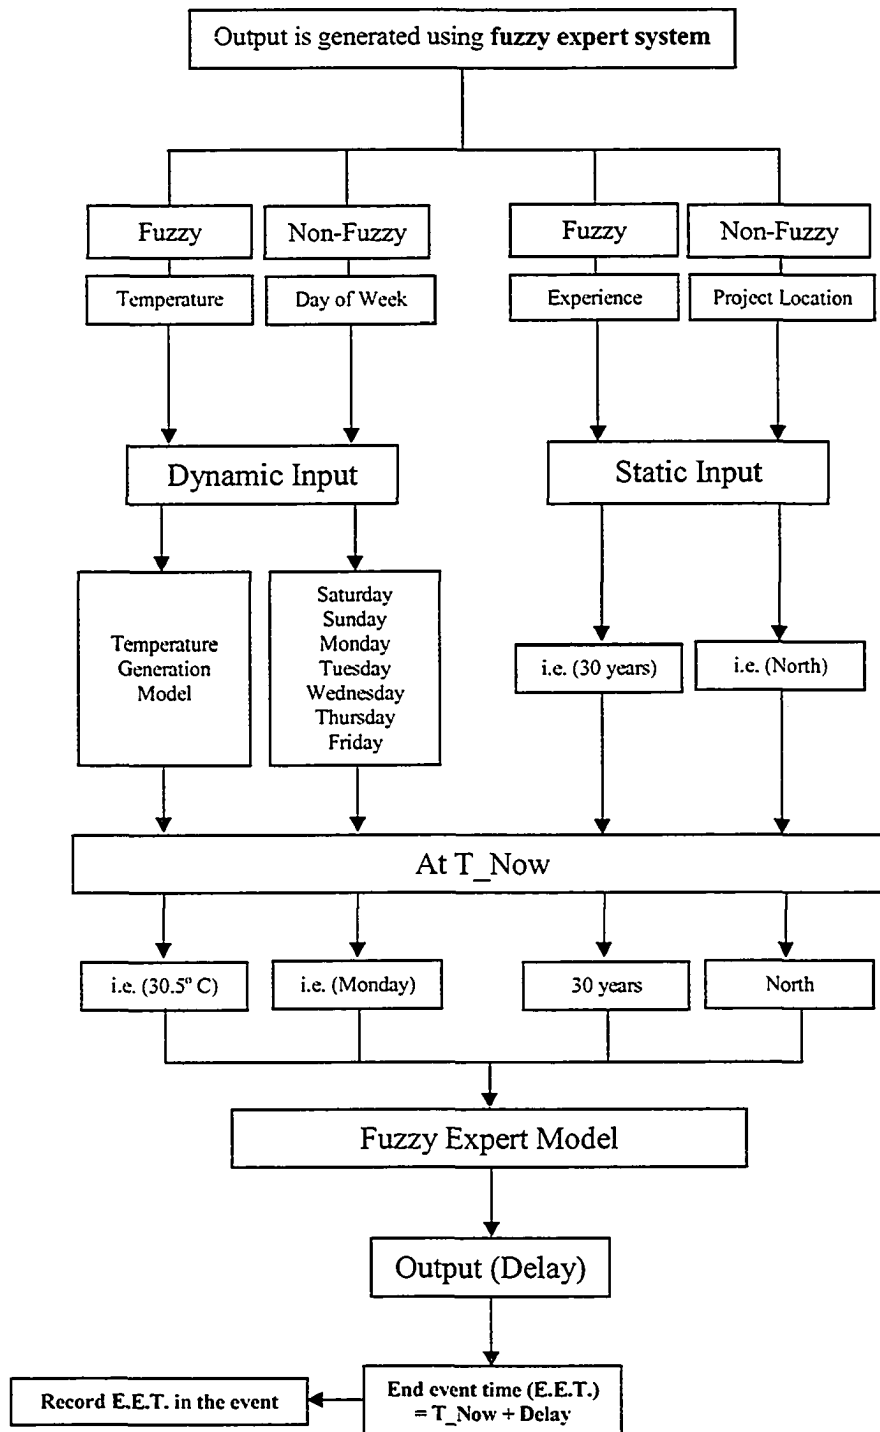 Output is generated using fuzzy expert system
Fuzzy
Non-Fuzzy
Fuzzy
Non-Fuzzy
Temperature
Day of Week
Experience
Project Location
Dynamic Input
Static Input
Temperature
Generation
Model
Saturday
Sunday
Monday
Tuesday
Wednesday
Thursday
Friday
i.e. (30 years)
i.e. (North)
At T_Now
i.e. (30.5º C)
i.e. (Monday)
30 years
North
Fuzzy Expert Model
Output (Delay)
End event time (E.E.T.)
= T_Now + Delay
Record E.E.T. in the event